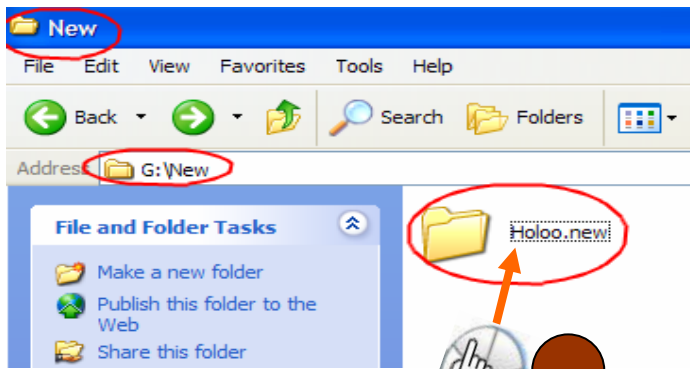 New
File Edit View Favorites Tools Help
Back Search Folders
Address G:\New
File and Folder Tasks
Holoo.new
Make a new folder
Publish this folder to the
Web
Share this folder